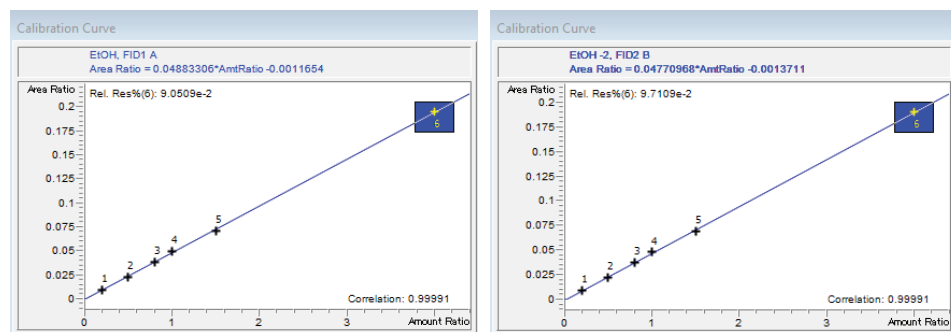 Calibration Curve
EtOH, FID1 A
Area Ratio = 0.04883306*AmtRatio -0.0011654
Area Ratio
Rel. Res%(6): 9.0509e-2
0.2
0.175
0.15
0.125
0.1
0.075
0.05
0.025
0
1
2
3
4
5
6
Correlation: 0.99991
0
1
2
3
Amount Ratio
Calibration Curve
EtOH -2, FID2 B
Area Ratio = 0.04770968*AmtRatio -0.0013711
Area Ratio
Rel. Res%(6): 9.7109e-2
0.2
0.175
0.15
0.125
0.1
0.075
0.05
0.025
0
1
2
3
4
5
6
Correlation: 0.99991
0
1
2
3
Amount Ratio